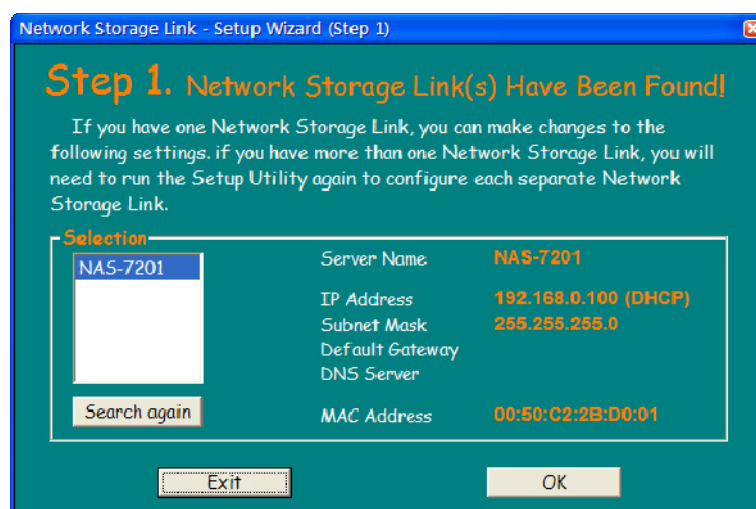 Network Storage Link - Setup Wizard (Step 1)
Step 1. Network Storage Link(s) Have Been Found!
If you have one Network Storage Link, you can make changes to the
following settings. if you have more than one Network Storage Link, you will
need to run the Setup Utility again to configure each separate Network
Storage Link.
Selection
NAS-7201
Server Name NAS-7201
IP Address 192.168.0.100 (DHCP)
Subnet Mask 255.255.255.0
Default Gateway
DNS Server
Search again
MAC Address 00:50:C2:2B:D0:01
Exit
OK